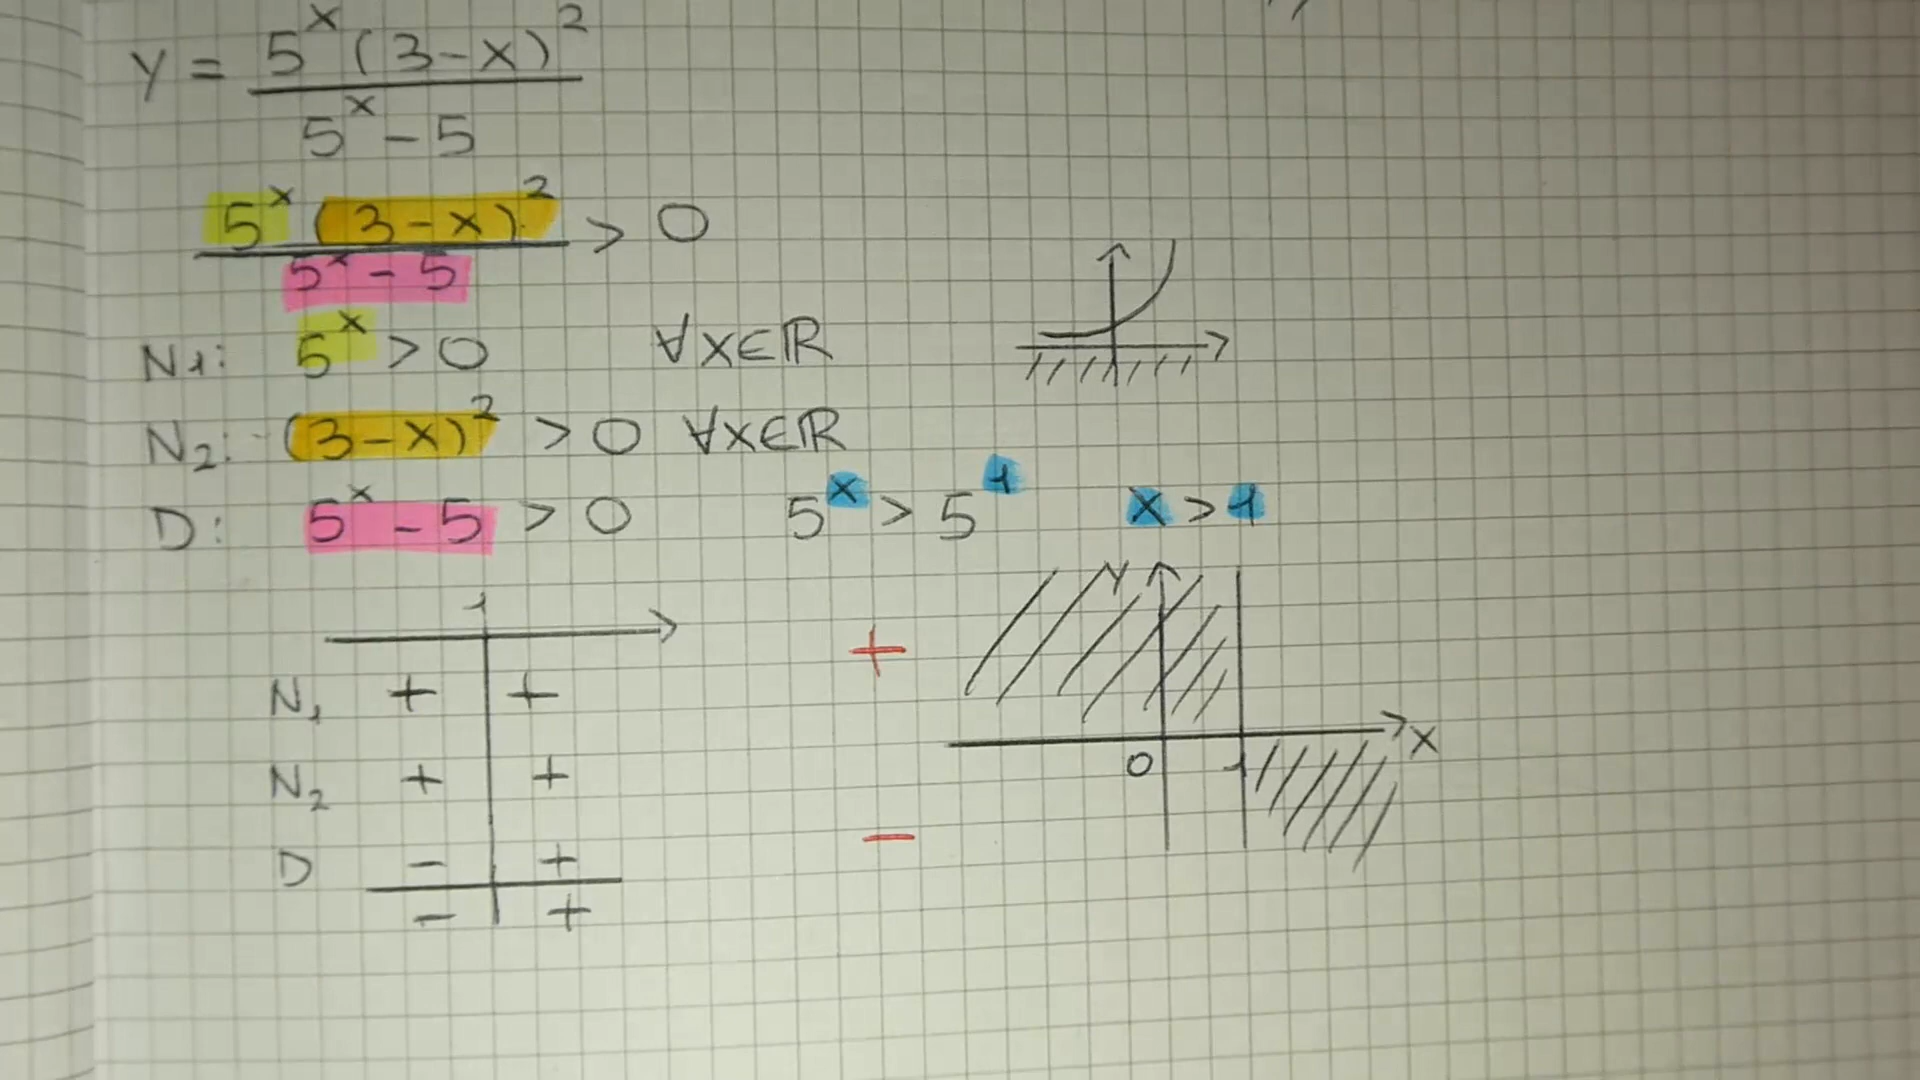 y = 5^x (3-x)^2 / 5^x - 5
5^x (3-x)^2 / 5^x - 5 > 0
N1: 5^x > 0 ∀x∈ℝ
N2: (3-x)^2 > 0 ∀x∈ℝ
D: 5^x - 5 > 0 5^x > 5^1 x > 1
1
N1 + +
N2 + +
D - +
- +
+
-
y
0 1 x